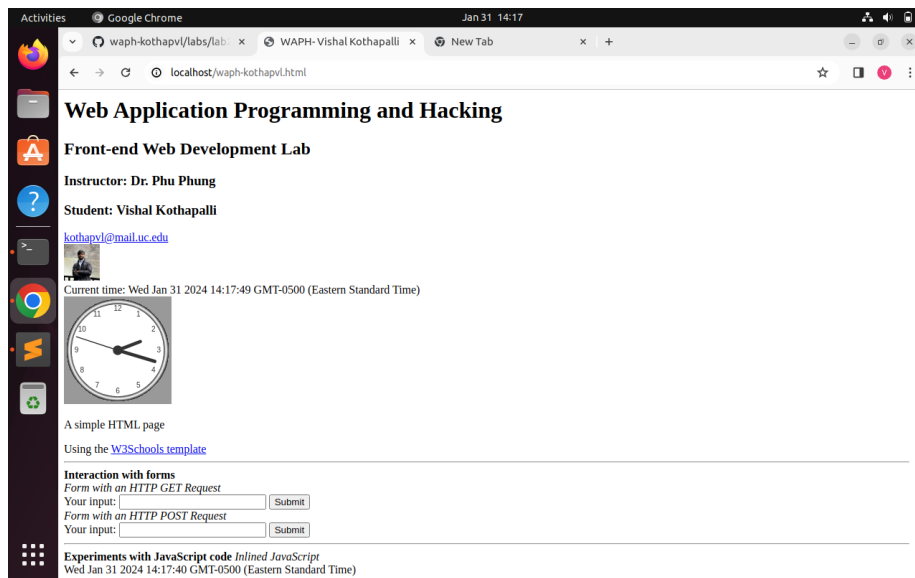 Activities
Google Chrome
Jan 31 14:17
waph-kothapvl/labs/lab2
WAPH- Vishal Kothapalli
New Tab
localhost/waph-kothapvl.html
V
Web Application Programming and Hacking
Front-end Web Development Lab
Instructor: Dr. Phu Phung
Student: Vishal Kothapalli
kothapvl@mail.uc.edu
Current time: Wed Jan 31 2024 14:17:49 GMT-0500 (Eastern Standard Time)
12
11 1
10 2
9 3
8 4
7 5
6
A simple HTML page
Using the W3Schools template
Interaction with forms
Form with an HTTP GET Request
Your input: Submit
Form with an HTTP POST Request
Your input: Submit
Experiments with JavaScript code Inlined JavaScript
Wed Jan 31 2024 14:17:40 GMT-0500 (Eastern Standard Time)